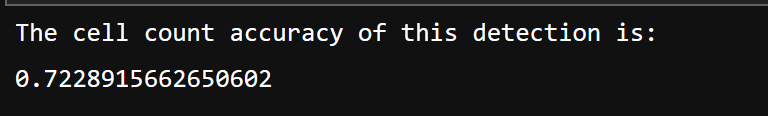 The cell count accuracy of this detection is:
0.7228915662650602